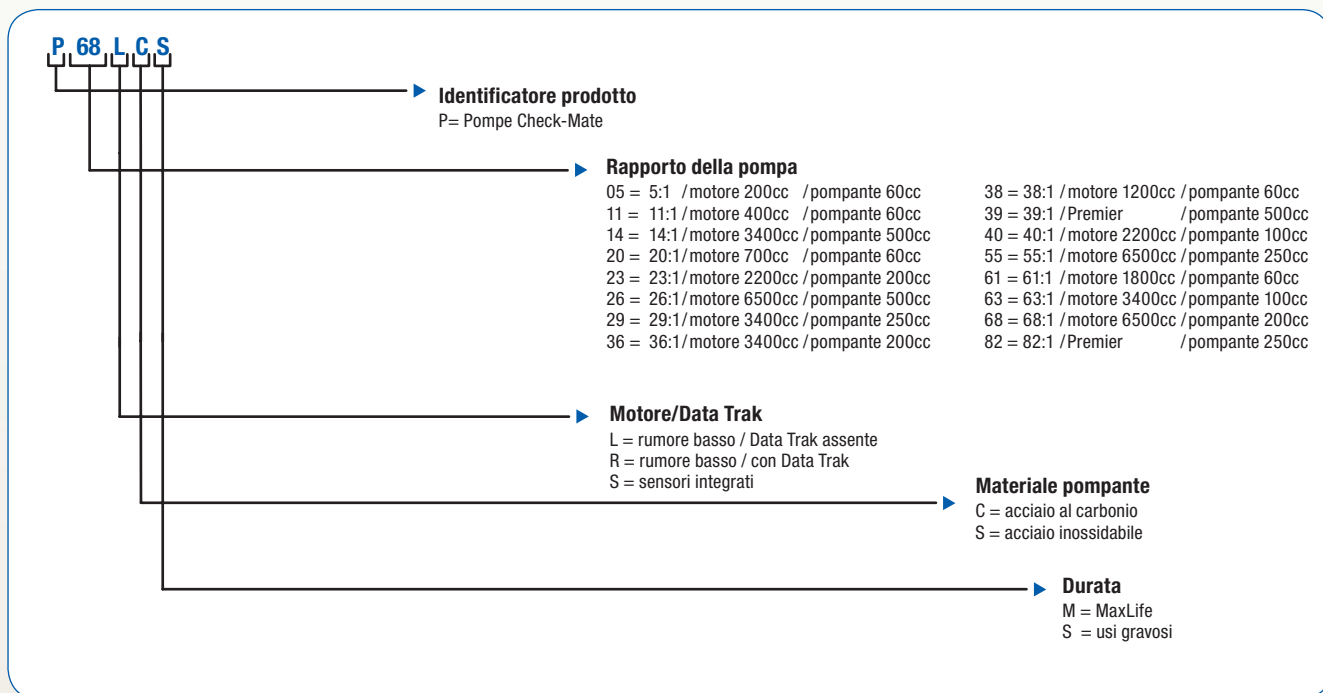 P 68 L C S
Identificatore prodotto
P= Pompe Check-Mate
Rapporto della pompa
05 = 5:1 /motore 200cc /pompante 60cc
11 = 11:1/motore 400cc /pompante 60cc
14 = 14:1/motore 3400cc/pompante 500cc
20 = 20:1/motore 700cc /pompante 60cc
23 = 23:1/motore 2200cc/pompante 200cc
26 = 26:1/motore 6500cc/pompante 500cc
29 = 29:1/motore 3400cc/pompante 250cc
36 = 36:1/motore 3400cc/pompante 200cc
38 = 38:1 /motore 1200cc /pompante 60cc
39 = 39:1 /Premier /pompante 500cc
40 = 40:1 /motore 2200cc /pompante 100cc
55 = 55:1 /motore 6500cc /pompante 250cc
61 = 61:1 /motore 1800cc /pompante 60cc
63 = 63:1 /motore 3400cc /pompante 100cc
68 = 68:1 /motore 6500cc /pompante 200cc
82 = 82:1 /Premier /pompante 250cc
Motore/Data Trak
L = rumore basso / Data Trak assente
R = rumore basso / con Data Trak
S = sensori integrati
Materiale pompante
C = acciaio al carbonio
S = acciaio inossidabile
Durata
M = MaxLife
S = usi gravosi